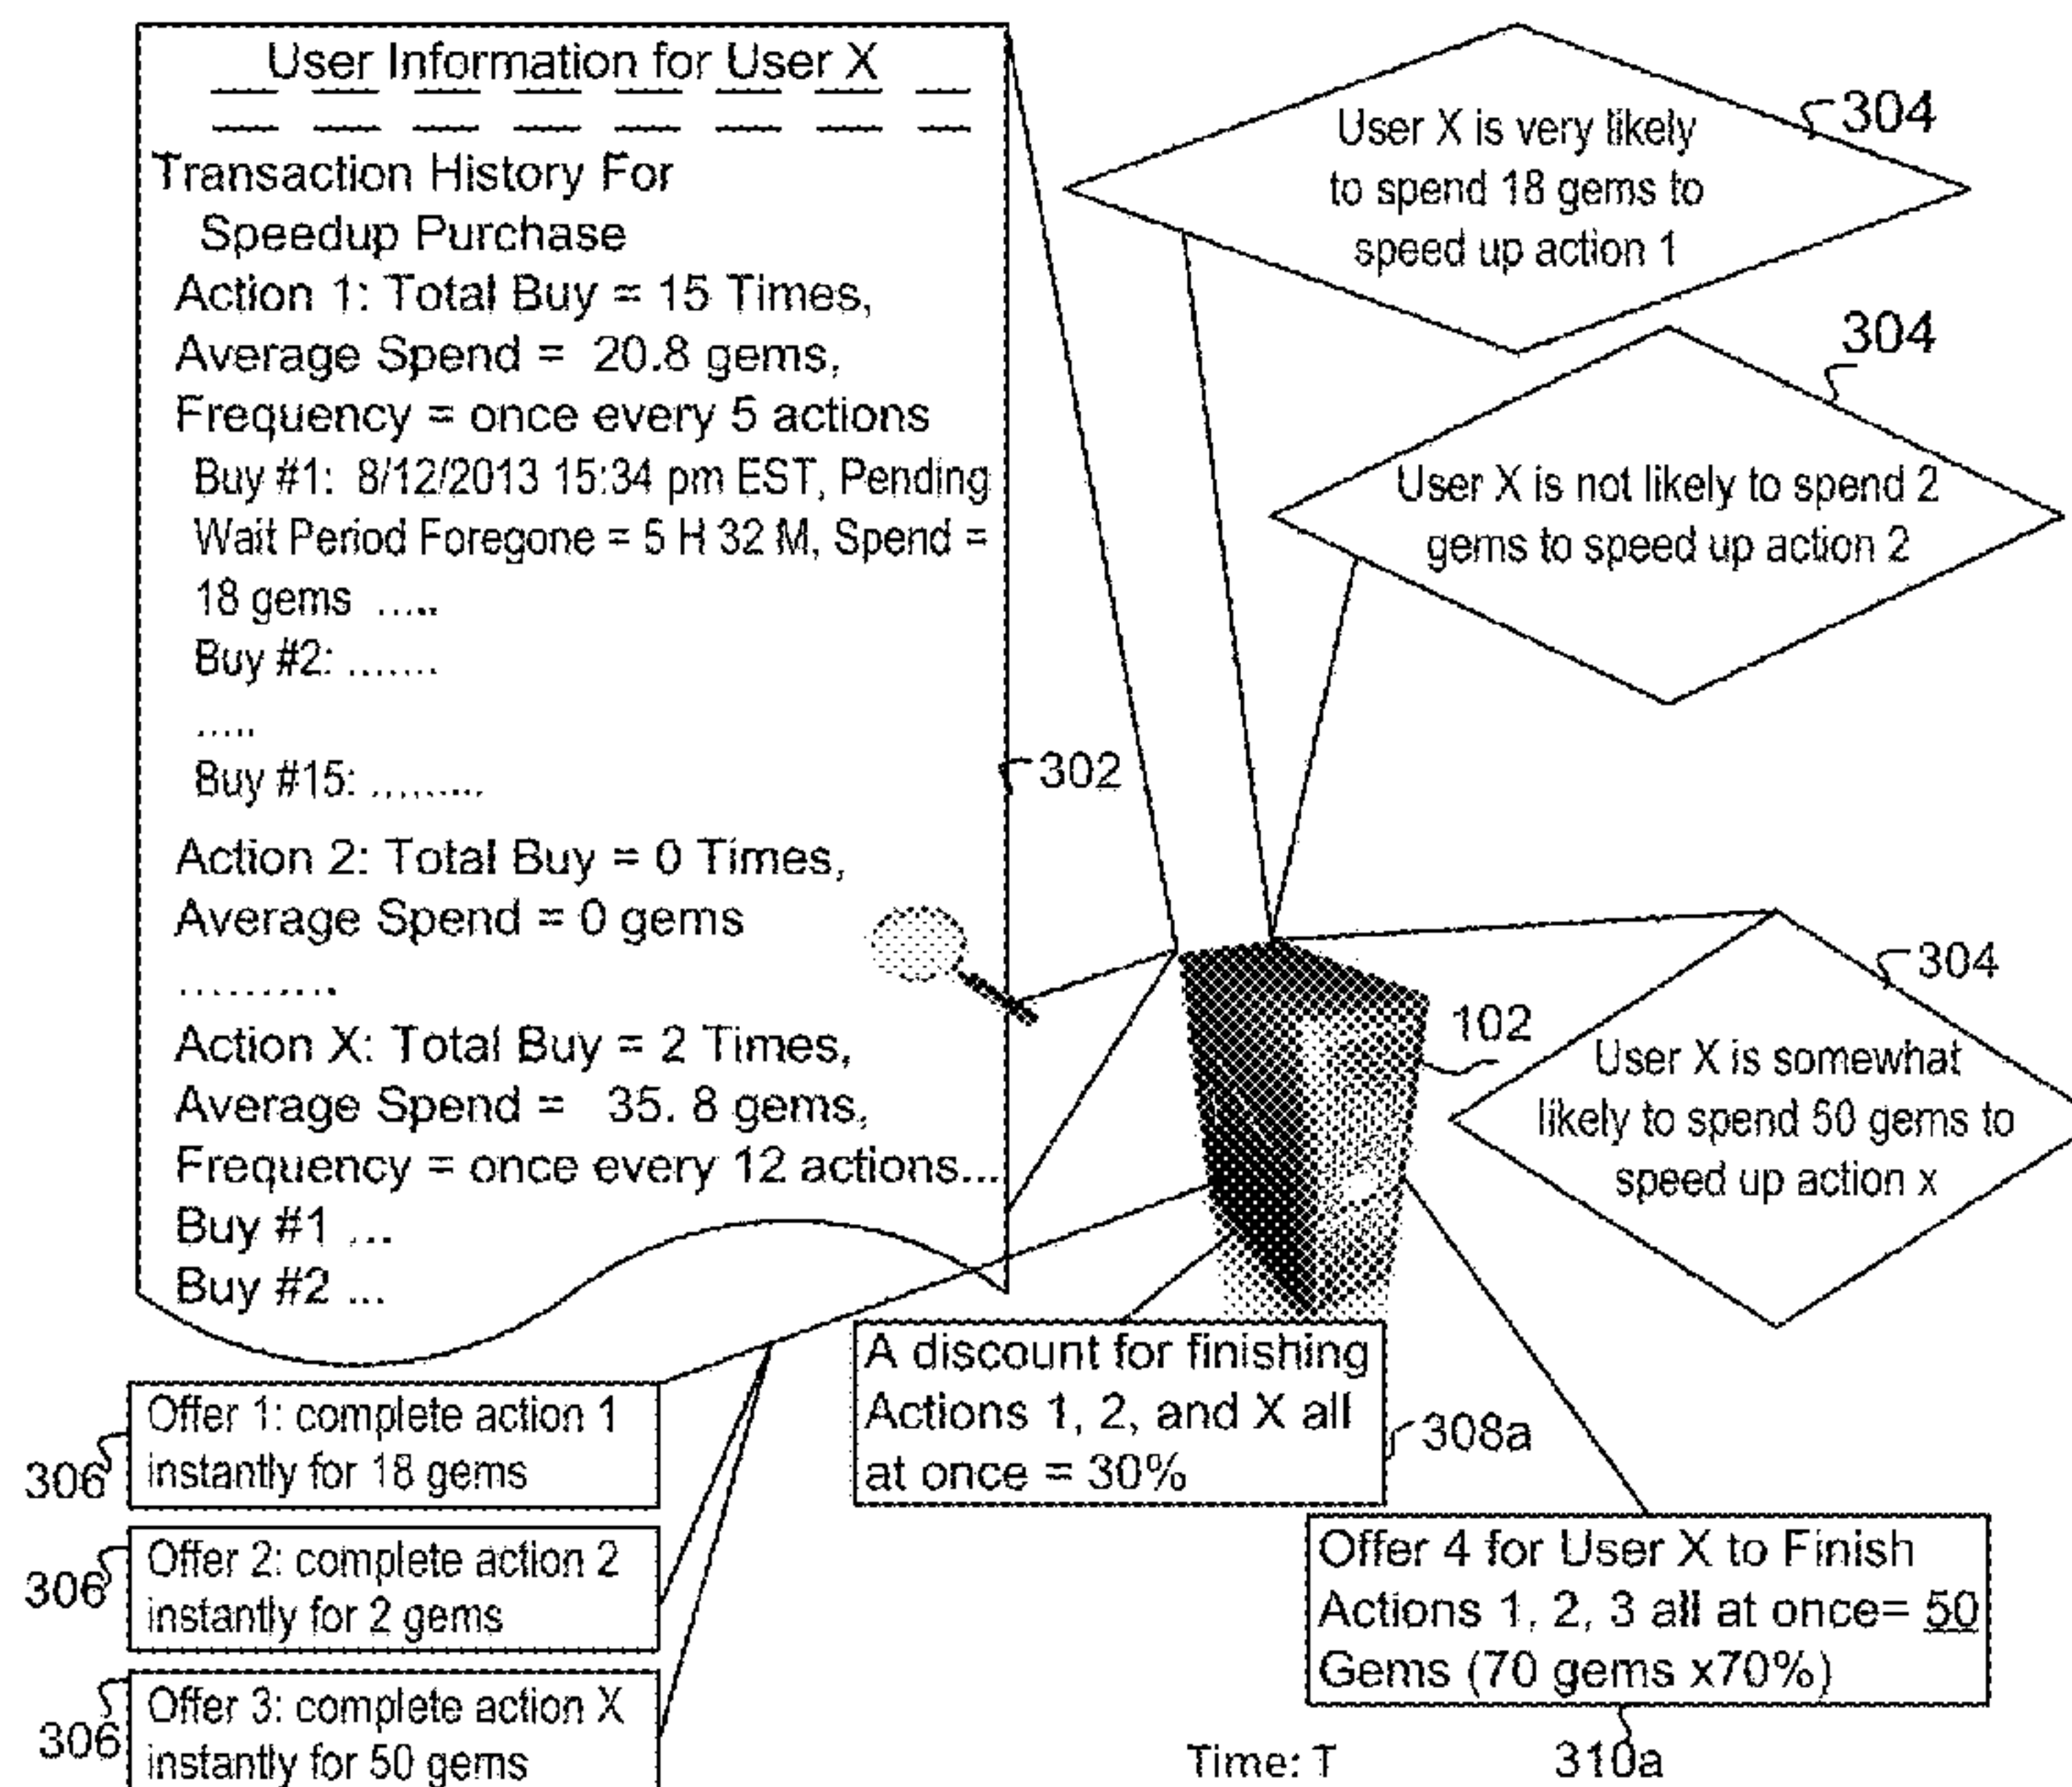 User Information for User X
Transaction History For
Speedup Purchase
Action 1: Total Buy = 15 Times,
Average Spend = 20.8 gems,
Frequency = once every 5 actions
Buy #1: 8/12/2013 15:34 pm EST, Pending
Wait Period Foregone = 5 H 32 M, Spend =
18 gems .....
Buy #2: .......
.....
Buy #15: .........
Action 2: Total Buy = 0 Times,
Average Spend = 0 gems
...........
Action X: Total Buy = 2 Times,
Average Spend = 35. 8 gems,
Frequency = once every 12 actions...
Buy #1 ...
Buy #2 ...
302
User X is very likely
to spend 18 gems to
speed up action 1
304
User X is not likely to spend 2
gems to speed up action 2
304
User X is somewhat
likely to spend 50 gems to
speed up action x
304
102
Offer 1: complete action 1
instantly for 18 gems
306
Offer 2: complete action 2
instantly for 2 gems
306
Offer 3: complete action X
instantly for 50 gems
306
A discount for finishing
Actions 1, 2, and X all
at once = 30%
308a
Offer 4 for User X to Finish
Actions 1, 2, 3 all at once= 50
Gems (70 gems x70%)
310a
Time: T